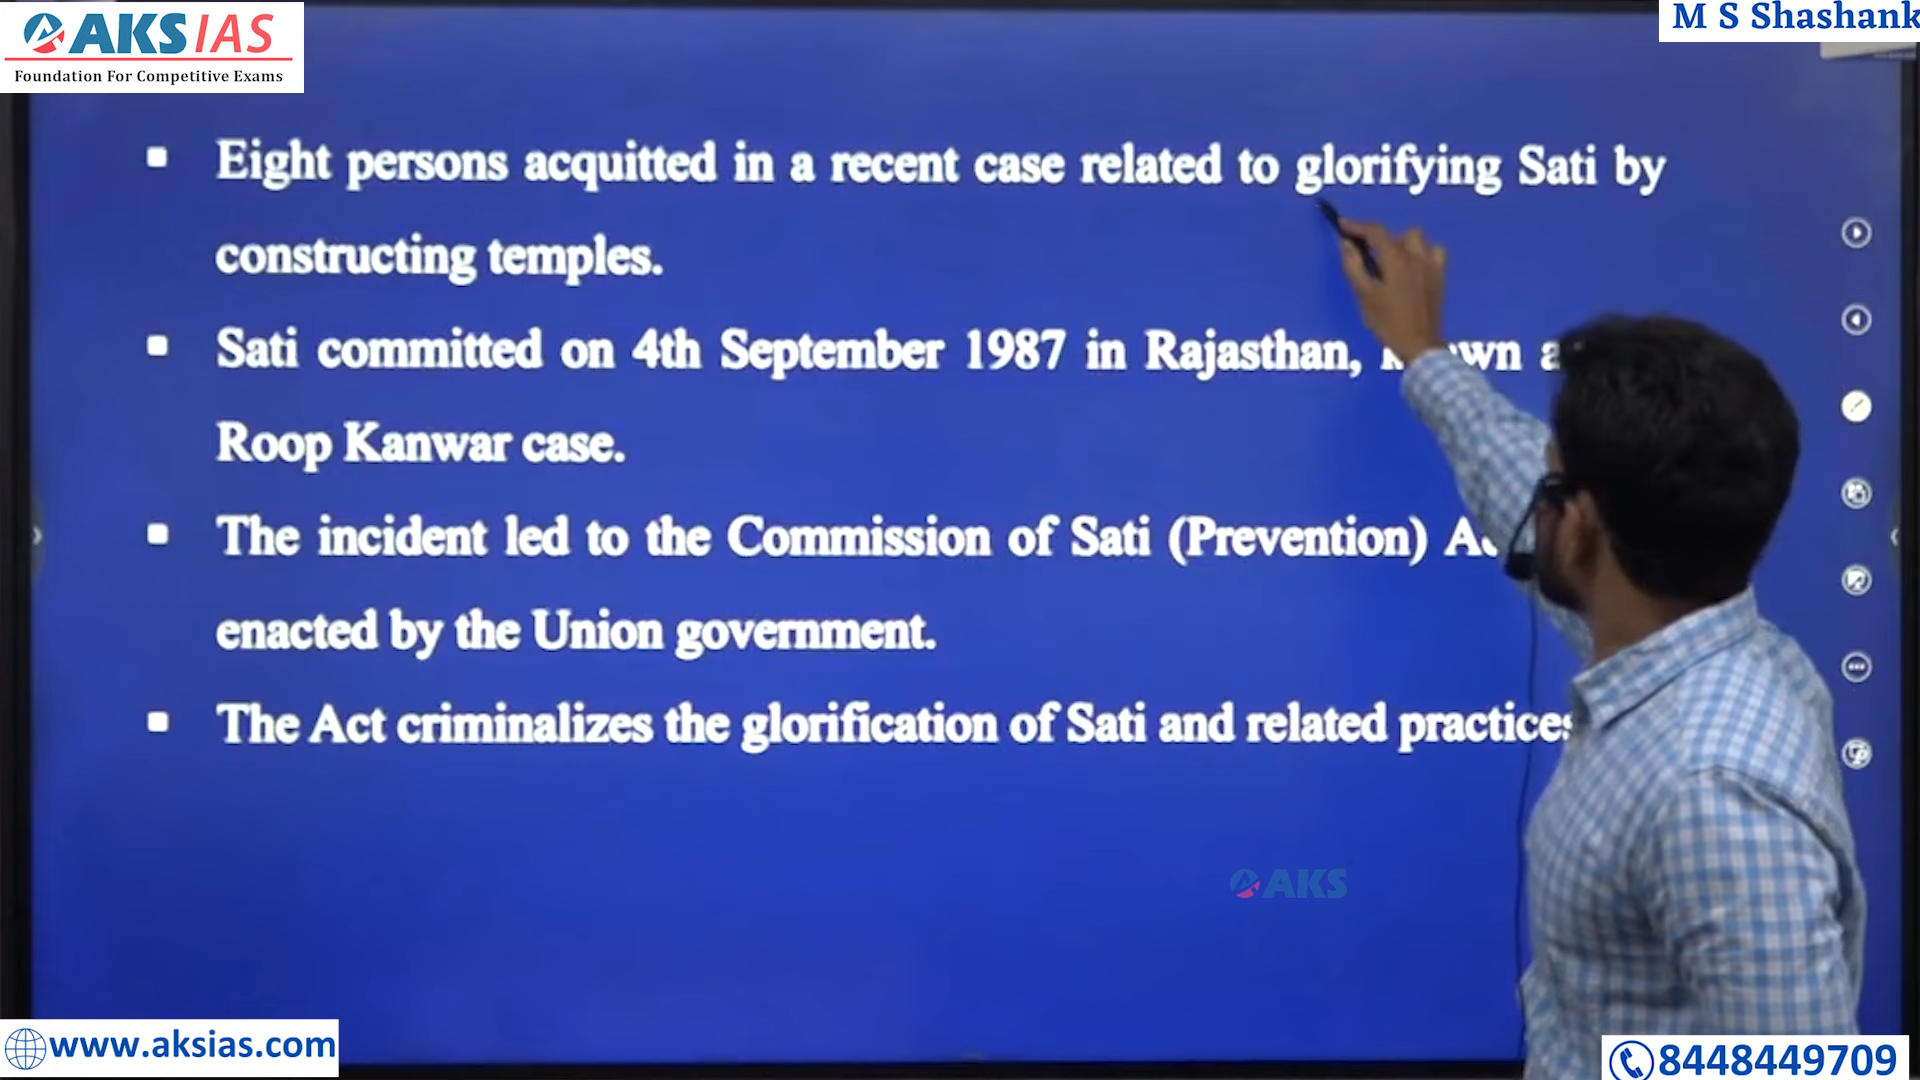 AKS IAS
Foundation For Competitive Exams
M S Shashank
Eight persons acquitted in a recent case related to glorifying Sati by
constructing temples.
Sati committed on 4th September 1987 in Rajasthan,
Roop Kanwar case.
The incident led to the Commission of Sati (Prevention)
enacted by the Union government.
The Act criminalizes the glorification of Sati and related practices
AKS
www.aksias.com
8448449709